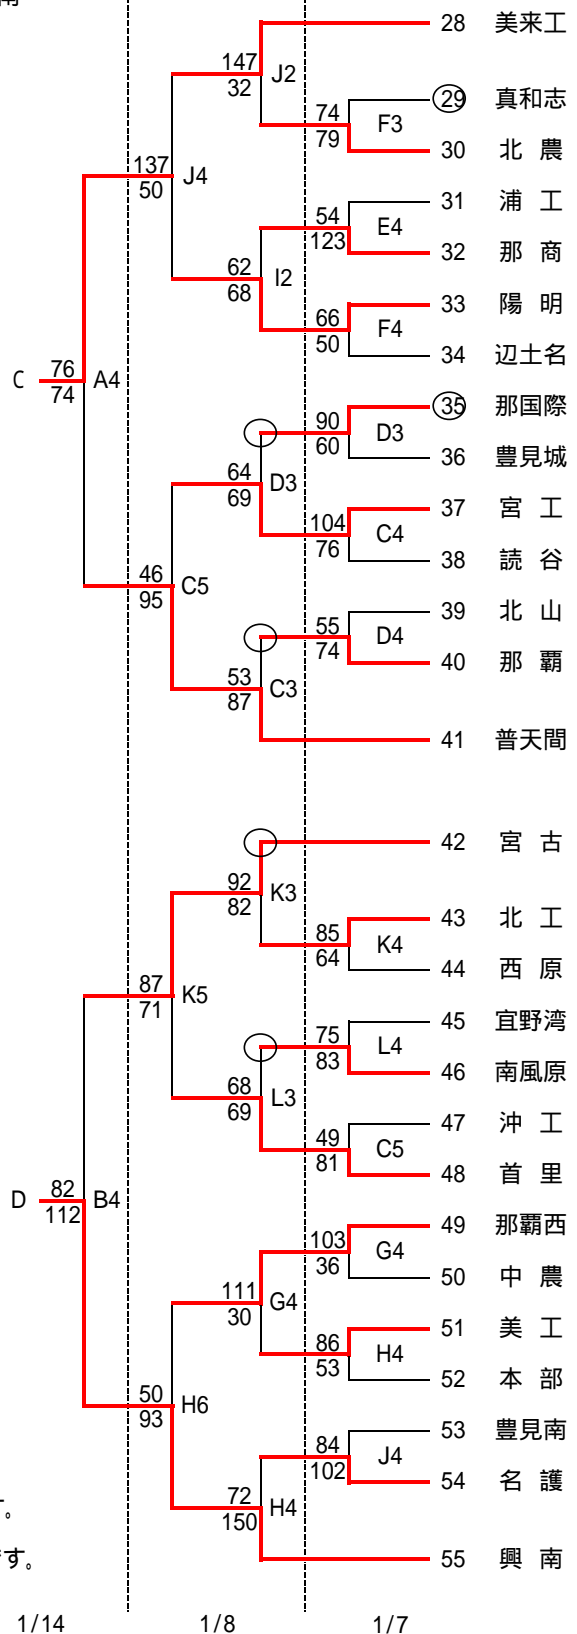 南
28 美来工
147
32 J2
29 真和志
74
79 F3
30 北 農
137
50 J4
31 浦 工
54
123 E4
32 那 商
62
68 I2
33 陽 明
66
50 F4
34 辺土名
C 76
74 A4
35 那国際
90
60 D3
36 豊見城
64
69 D3
37 宮 工
104
76 C4
38 読 谷
46
95 C5
39 北 山
55
74 D4
40 那 覇
53
87 C3
41 普天間
42 宮 古
92
82 K3
43 北 工
85
64 K4
44 西 原
87
71 K5
45 宜野湾
75
83 L4
46 南風原
68
69 L3
47 沖 工
49
81 C5
48 首 里
D 82
112 B4
49 那覇西
103
36 G4
50 中 農
111
30 G4
51 美 工
86
53 H4
52 本 部
50
93 H6
53 豊見南
84
102 J4
54 名 護
72
150 H4
す。
です。
55 興 南
1/14 1/8 1/7